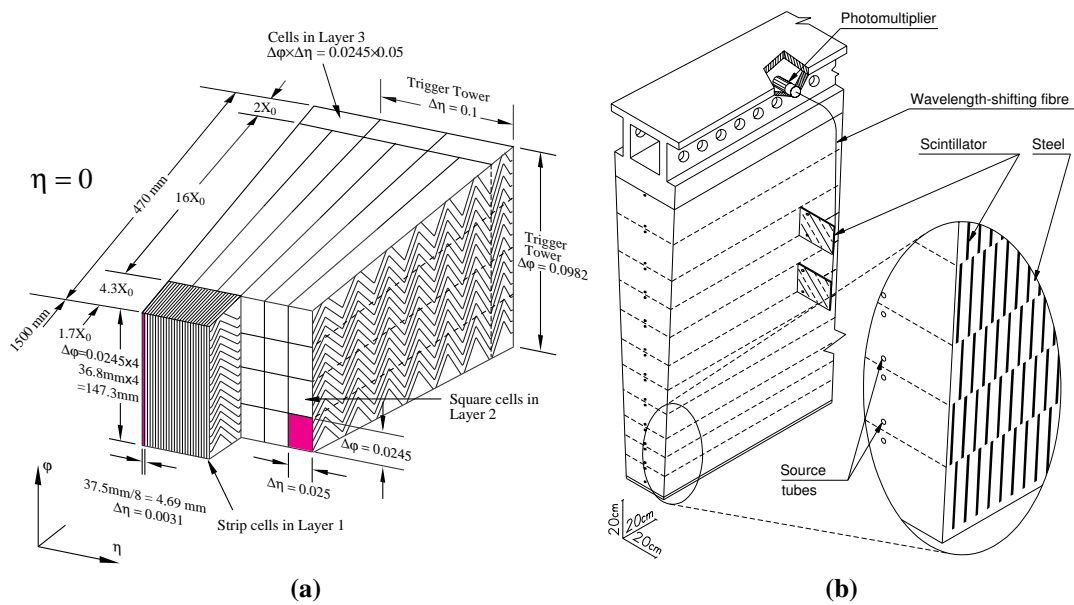 Cells in Layer 3
Δφ×Δη = 0.0245×0.05
Trigger Tower
Δη = 0.1
2X0
η = 0
470 mm
16X0
Trigger
Tower
Δφ = 0.0982
4.3X0
1500 mm
1.7X0
Δφ=0.0245x4
36.8mmx4
=147.3mm
Square cells in
Layer 2
Δφ = 0.0245
Δη = 0.025
37.5mm/8 = 4.69 mm
Δη = 0.0031
Strip cells in Layer 1
φ
η
(a)
Photomultiplier
Wavelength-shifting fibre
Scintillator
Steel
Source
tubes
20cm
20cm
20cm
(b)